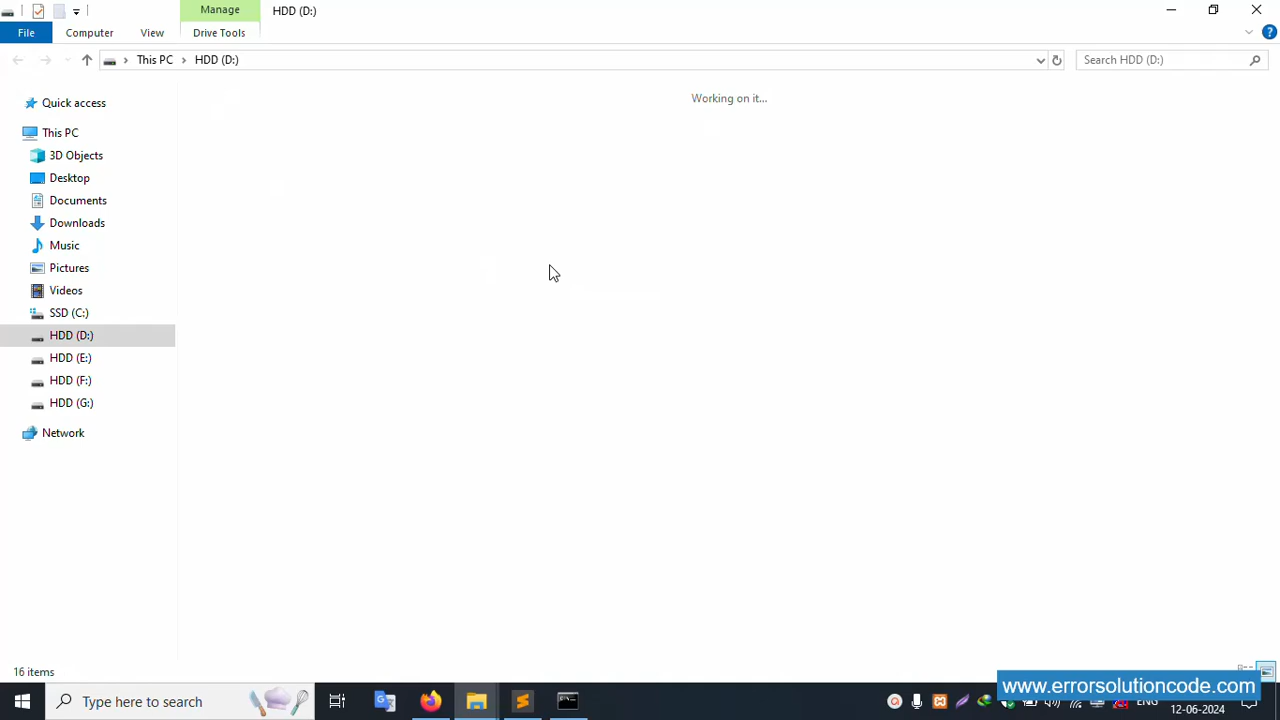 Manage
HDD (D:)
File
Computer
View
Drive Tools
This PC
HDD (D:)
Search HDD (D:)
Quick access
Working on it...
This PC
3D Objects
Desktop
Documents
Downloads
Music
Pictures
Videos
SSD (C:)
HDD (D:)
HDD (E:)
HDD (F:)
HDD (G:)
Network
16 items
www.errorsolutioncode.com
Type here to search
ENG
12-06-2024